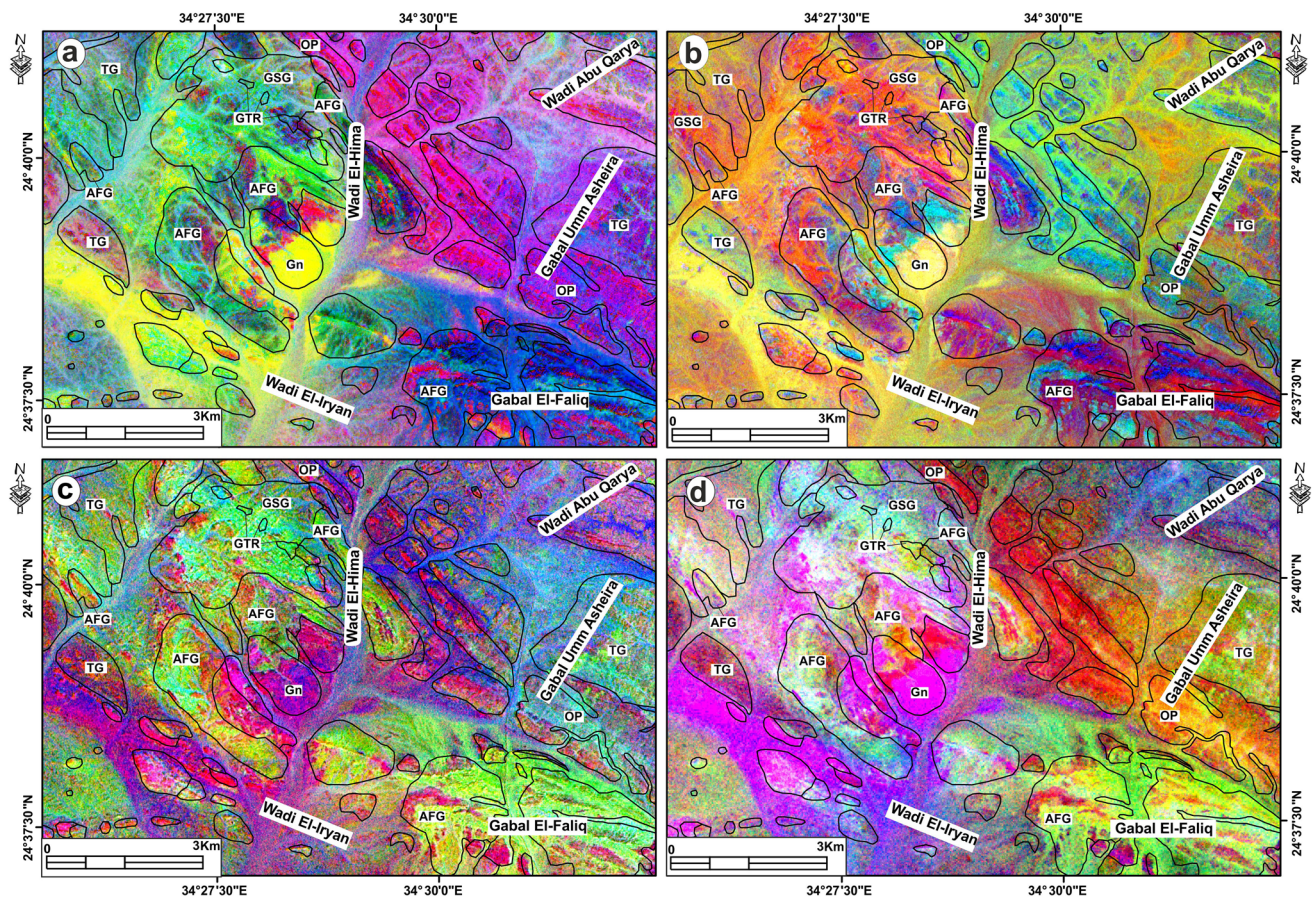 34°27'30"E 34°30'0"E 34°27'30"E 34°30'0"E
N a OP TG GSG AFG GTR Wadi Abu Qarya
Wadi El-Hima
24°40'0"N
AFG AFG AFG TG
Gabal Umm Asheira
TG Gn OP
Wadi El-Iryan
AFG Gabal El-Faliq
24°37'30"N
0 3Km
b N OP TG GSG AFG GSG GTR Wadi Abu Qarya
Wadi El-Hima
24°40'0"N
AFG AFG AFG TG
Gabal Umm Asheira
TG Gn OP
Wadi El-Iryan
AFG Gabal El-Faliq
24°37'30"N
0 3Km
N c OP TG GSG AFG GTR Wadi Abu Qarya
Wadi El-Hima
24°40'0"N
AFG AFG AFG TG
Gabal Umm Asheira
TG Gn OP
Wadi El-Iryan
AFG Gabal El-Faliq
24°37'30"N
0 3Km
d N OP TG GSG AFG GTR Wadi Abu Qarya
Wadi El-Hima
24°40'0"N
AFG AFG AFG TG
Gabal Umm Asheira
TG Gn OP
Wadi El-Iryan
AFG Gabal El-Faliq
24°37'30"N
0 3Km
34°27'30"E 34°30'0"E 34°27'30"E 34°30'0"E